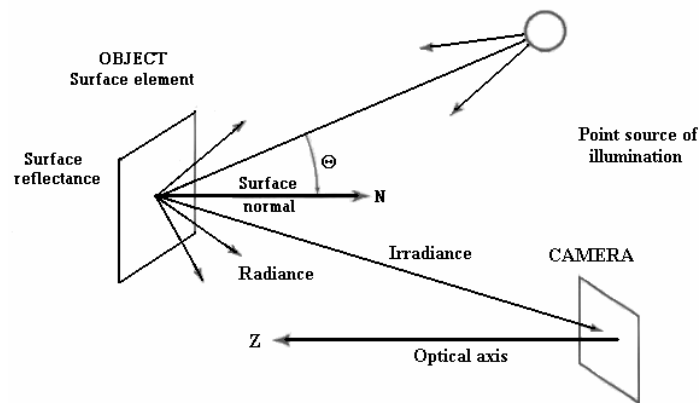 OBJECT
Surface element
Point source of
illumination
Surface
reflectance
Θ
Surface
normal
N
Radiance
Irradiance
CAMERA
Z
Optical axis